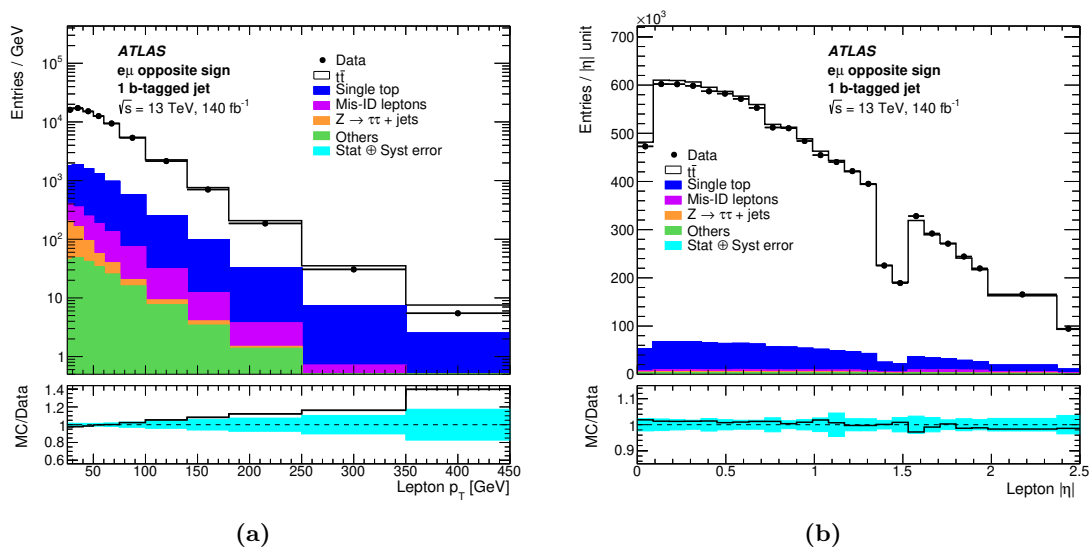 Entries / GeV
10⁵
10⁴
10³
10²
10
1
ATLAS
eμ opposite sign
1 b-tagged jet
√s = 13 TeV, 140 fb⁻¹
Data
tt̄
Single top
Mis-ID leptons
Z → ττ + jets
Others
Stat ⊕ Syst error
MC/Data
1.4
1.2
1
0.8
0.6
50 100 150 200 250 300 350 400 450
Lepton p_T [GeV]
(a)
×10³
Entries / |η| unit
700
600
500
400
300
200
100
0
ATLAS
eμ opposite sign
1 b-tagged jet
√s = 13 TeV, 140 fb⁻¹
Data
tt̄
Single top
Mis-ID leptons
Z → ττ + jets
Others
Stat ⊕ Syst error
MC/Data
1.1
1
0.9
0 0.5 1 1.5 2 2.5
Lepton |η|
(b)